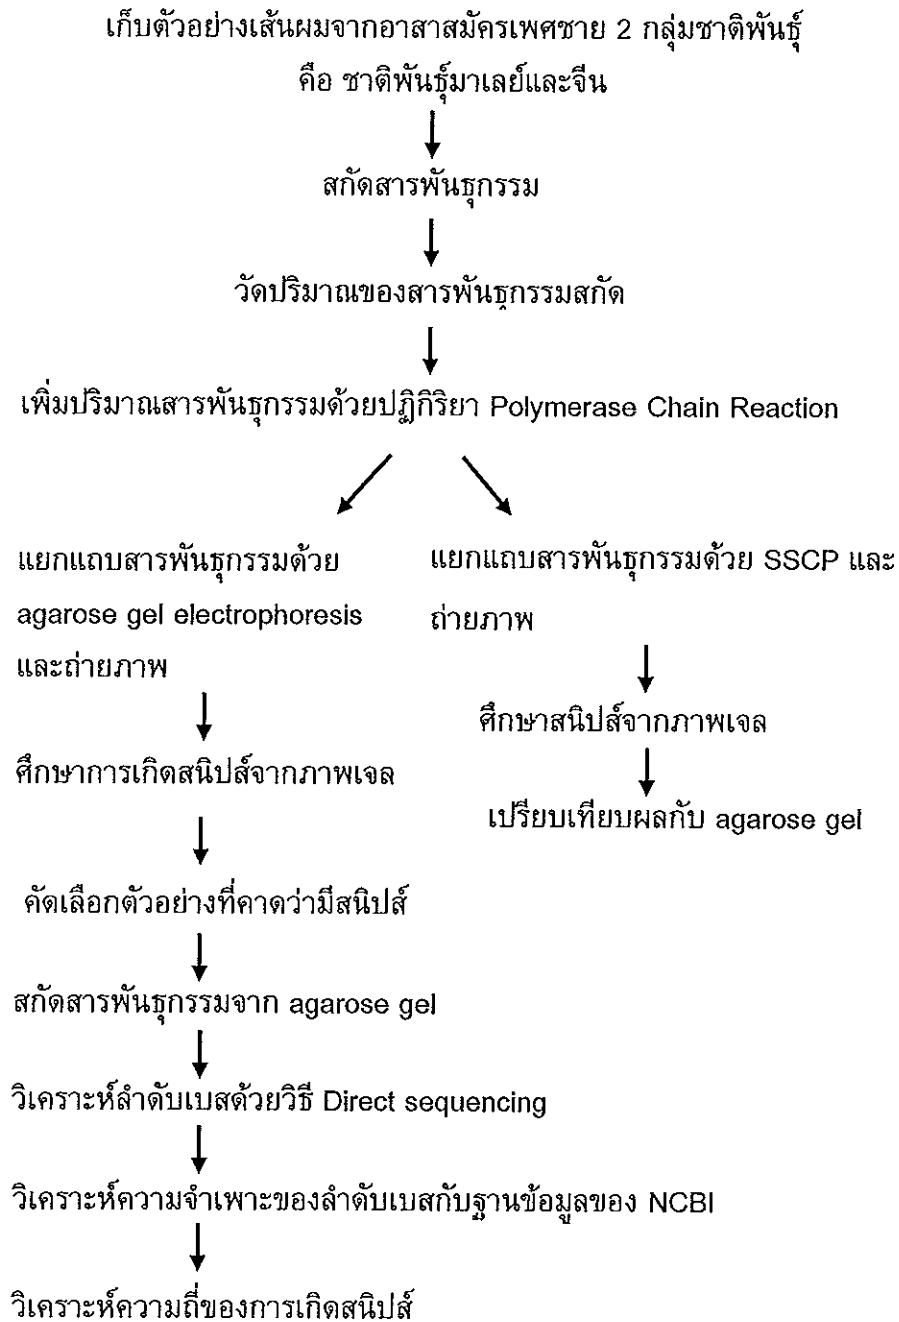 เก็บตัวอย่างเส้นผมจากอาสาสมัครเพศชาย 2 กลุ่มชาติพันธุ์
คือ ชาติพันธุ์มาเลย์และจีน
สกัดสารพันธุกรรม
วัดปริมาณของสารพันธุกรรมสกัด
เพิ่มปริมาณสารพันธุกรรมด้วยปฏิกิริยา Polymerase Chain Reaction
แยกแถบสารพันธุกรรมด้วย
agarose gel electrophoresis
และถ่ายภาพ
ศึกษาการเกิดสนิปส์จากภาพเจล
คัดเลือกตัวอย่างที่คาดว่ามีสนิปส์
สกัดสารพันธุกรรมจาก agarose gel
วิเคราะห์ลำดับเบสด้วยวิธี Direct sequencing
วิเคราะห์ความจำเพาะของลำดับเบสกับฐานข้อมูลของ NCBI
วิเคราะห์ความถี่ของการเกิดสนิปส์
แยกแถบสารพันธุกรรมด้วย SSCP และ
ถ่ายภาพ
ศึกษาสนิปส์จากภาพเจล
เปรียบเทียบผลกับ agarose gel